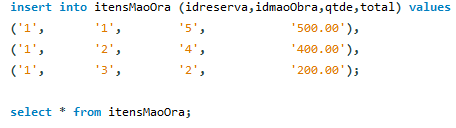 insert into itensMaoOra (idreserva,idmaoObra,qtde,total) values
('1', '1', '5', '500.00'),
('1', '2', '4', '400.00'),
('1', '3', '2', '200.00');
select * from itensMaoOra;